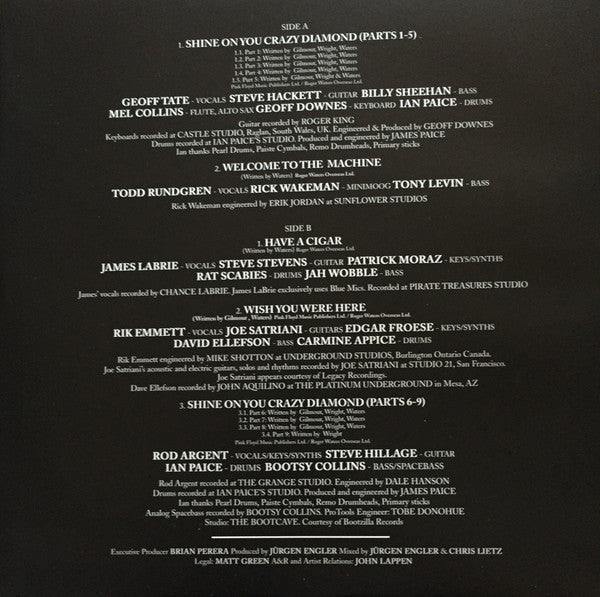 SIDE A
1. SHINE ON YOU CRAZY DIAMOND (PARTS 1-5)
1.1. Part 1: Written by Gilmour, Wright, Waters
1.2. Part 2: Written by Gilmour, Wright, Waters
1.3. Part 3: Written by Gilmour, Wright, Waters
1.4. Part 4: Written by Gilmour, Wright, Waters
1.5. Part 5: Written by Gilmour, Wright & Waters
Pink Floyd Music Publishers Ltd. / Roger Waters Overseas Ltd.
GEOFF TATE - VOCALS STEVE HACKETT - GUITAR BILLY SHEEHAN - BASS
MEL COLLINS - FLUTE, ALTO SAX GEOFF DOWNES - KEYBOARD IAN PAICE - DRUMS
Guitar recorded by ROGER KING
Keyboards recorded at CASTLE STUDIO, Raglan, South Wales, UK. Engineered & Produced by GEOFF DOWNES
Drums recorded at IAN PAICE'S STUDIO. Produced and engineered by JAMES PAICE
Ian thanks Pearl Drums, Paiste Cymbals, Remo Drumheads, Primary sticks
2. WELCOME TO THE MACHINE
(Written by Waters) Roger Waters Overseas Ltd.
TODD RUNDGREN - VOCALS RICK WAKEMAN - MINIMOOG TONY LEVIN - BASS
Rick Wakeman engineered by ERIK JORDAN at SUNFLOWER STUDIOS
SIDE B
1. HAVE A CIGAR
(Written by Waters) Roger Waters Overseas Ltd.
JAMES LABRIE - VOCALS STEVE STEVENS - GUITAR PATRICK MORAZ - KEYS/SYNTHS
RAT SCABIES - DRUMS JAH WOBBLE - BASS
James' vocals recorded by CHANCE LABRIE. James LaBrie exclusively uses Blue Mics. Recorded at PIRATE TREASURES STUDIO
2. WISH YOU WERE HERE
(Written by Gilmour , Waters) Pink Floyd Music Publishers Ltd. / Roger Waters Overseas Ltd.
RIK EMMETT - VOCALS JOE SATRIANI - GUITARS EDGAR FROESE - KEYS/SYNTHS
DAVID ELLEFSON - BASS CARMINE APPICE - DRUMS
Rik Emmett engineered by MIKE SHOTTON at UNDERGROUND STUDIOS, Burlington Ontario Canada.
Joe Satriani's acoustic and electric guitars, solos and rhythms recorded by JOE SATRIANI at STUDIO 21, San Francisco.
Joe Satriani appears courtesy of Legacy Recordings.
Dave Ellefson recorded by JOHN AQUILINO at THE PLATINUM UNDERGROUND in Mesa, AZ
3. SHINE ON YOU CRAZY DIAMOND (PARTS 6-9)
3.1. Part 6: Written by Gilmour, Wright, Waters
3.2. Part 7: Written by Gilmour, Wright, Waters
3.3. Part 8: Written by Gilmour, Wright, Waters
3.4. Part 9: Written by Wright
Pink Floyd Music Publishers Ltd. / Roger Waters Overseas Ltd.
ROD ARGENT - VOCALS/KEYS/SYNTHS STEVE HILLAGE - GUITAR
IAN PAICE - DRUMS BOOTSY COLLINS - BASS/SPACEBASS
Rod Argent recorded at THE GRANGE STUDIO. Engineered by DALE HANSON
Drums recorded at IAN PAICE'S STUDIO. Produced and engineered by JAMES PAICE
Ian thanks Pearl Drums, Paiste Cymbals, Remo Drumheads, Primary sticks
Analog Spacebass recorded by BOOTSY COLLINS. ProTools Engineer: TOBE DONOHUE
Studio: THE BOOTCAVE. Courtesy of Bootzilla Records
Executive Producer BRIAN PERERA Produced by JÜRGEN ENGLER Mixed by JÜRGEN ENGLER & CHRIS LIETZ
Legal: MATT GREEN A&R and Artist Relations: JOHN LAPPEN